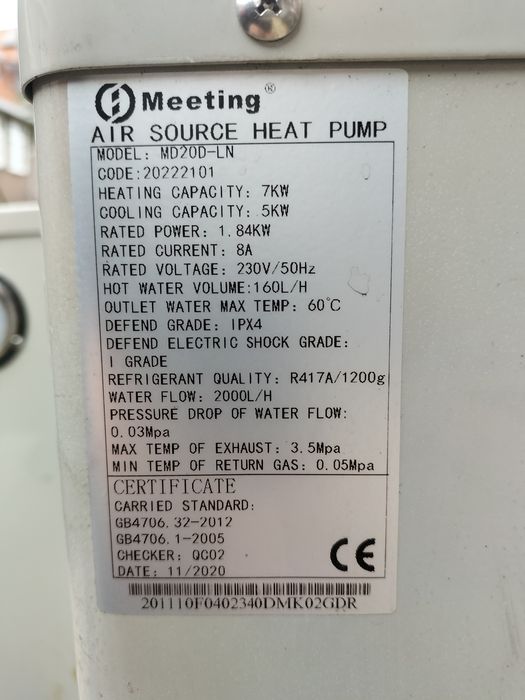 Meeting®
AIR SOURCE HEAT PUMP
MODEL: MD20D-LN
CODE:20222101
HEATING CAPACITY: 7KW
COOLING CAPACITY: 5KW
RATED POWER: 1.84KW
RATED CURRENT: 8A
RATED VOLTAGE: 230V/50Hz
HOT WATER VOLUME:160L/H
OUTLET WATER MAX TEMP: 60℃
DEFEND GRADE: IPX4
DEFEND ELECTRIC SHOCK GRADE:
I GRADE
REFRIGERANT QUALITY: R417A/1200g
WATER FLOW: 2000L/H
PRESSURE DROP OF WATER FLOW:
0.03Mpa
MAX TEMP OF EXHAUST: 3.5Mpa
MIN TEMP OF RETURN GAS: 0.05Mpa
CERTIFICATE
CARRIED STANDARD:
GB4706.32-2012
GB4706.1-2005
CHECKER: QC02
CE
DATE: 11/2020
201110F0402340DMK02GDR